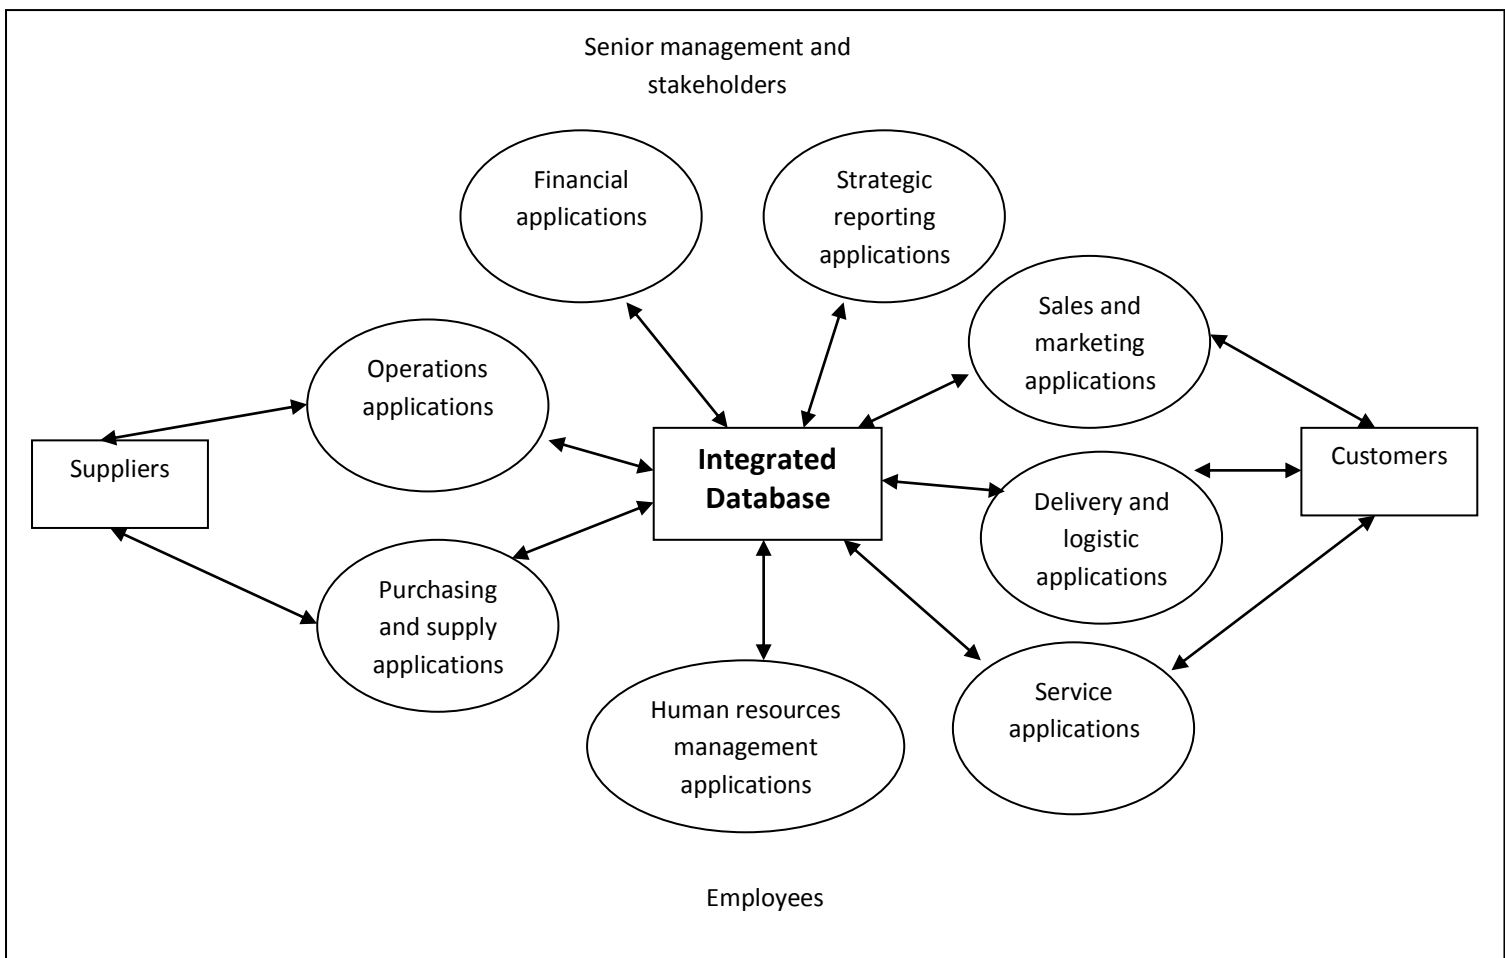 Senior management and
stakeholders
Financial
applications
Strategic
reporting
applications
Sales and
marketing
applications
Operations
applications
Suppliers
Integrated
Database
Customers
Delivery and
logistic
applications
Purchasing
and supply
applications
Human resources
management
applications
Service
applications
Employees